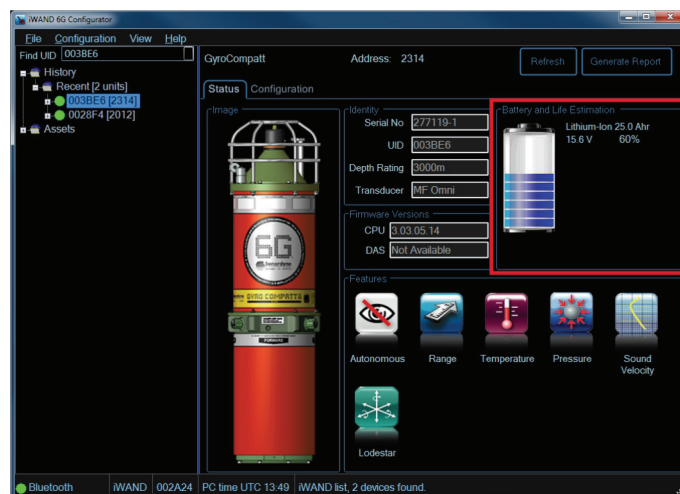 iWAND 6G Configurator
File Configuration View Help
Find UID 003BE6
History
Recent [2 units]
003BE6 [2314]
0028F4 [2012]
Assets
GyroCompatt Address: 2314 Refresh Generate Report
Status Configuration
Image
6G
Sonardyne
GYRO COMPATT
FORWARD
Identity
Serial No 277119-1
UID 003BE6
Depth Rating 3000m
Transducer MF Omni
Firmware Versions
CPU 3.03.05.14
DAS Not Available
Battery and Life Estimation
Lithium-Ion 25.0 Ahr
15.6 V 60%
Features
Autonomous Range Temperature Pressure Sound Velocity
Lodestar
Bluetooth iWAND 002A24 PC time UTC 13:49 iWAND list, 2 devices found.